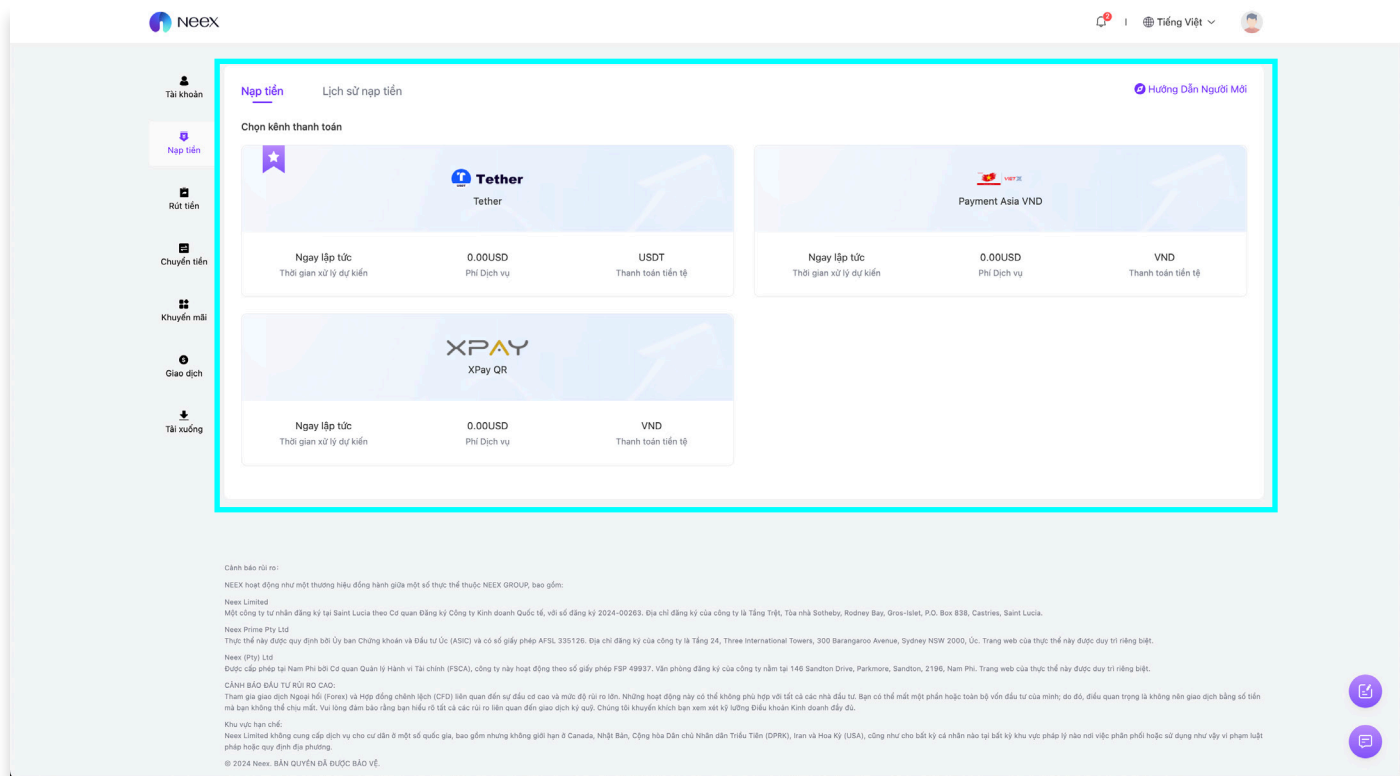 Neex
2
Tiếng Việt
Tài khoản
Nạp tiền
Rút tiền
Chuyển tiền
Khuyến mãi
Giao dịch
Tải xuống
Nạp tiền
Lịch sử nạp tiền
Hướng Dẫn Người Mới
Chọn kênh thanh toán
Tether
Tether
Ngay lập tức
0.00USD
USDT
Thời gian xử lý dự kiến
Phí Dịch vụ
Thanh toán tiền tệ
Payment Asia VND
Ngay lập tức
0.00USD
VND
Thời gian xử lý dự kiến
Phí Dịch vụ
Thanh toán tiền tệ
XPAY
XPay QR
Ngay lập tức
0.00USD
VND
Thời gian xử lý dự kiến
Phí Dịch vụ
Thanh toán tiền tệ
Cảnh báo rủi ro:
NEEX hoạt động như một thương hiệu đồng hành giữa một số thực thể thuộc NEEX GROUP, bao gồm:
Neex Limited
Một công ty tư nhân đăng ký tại Saint Lucia theo Cơ quan Đăng ký Công ty Kinh doanh Quốc tế, với số đăng ký 2024-00263. Địa chỉ đăng ký của công ty là Tầng Trệt, Tòa nhà Sotheby, Rodney Bay, Gros-Islet, P.O. Box 838, Castries, Saint Lucia.
Neex Prime Pty Ltd
Thực thể này được quy định bởi Ủy ban Chứng khoán và Đầu tư Úc (ASIC) và có số giấy phép AFSL 335126. Địa chỉ đăng ký của công ty là Tầng 24, Three International Towers, 300 Barangaroo Avenue, Sydney NSW 2000, Úc. Trang web của thực thể này được duy trì riêng biệt.
Neex (Pty) Ltd
Được cấp phép tại Nam Phi bởi Cơ quan Quản lý Hành vi Tài chính (FSCA), công ty này hoạt động theo số giấy phép FSP 49937. Văn phòng đăng ký của công ty nằm tại 146 Sandton Drive, Parkmore, Sandton, 2196, Nam Phi. Trang web của thực thể này được duy trì riêng biệt.
CẢNH BÁO ĐẦU TƯ RỦI RO CAO:
Tham gia giao dịch Ngoại hối (Forex) và Hợp đồng chênh lệch (CFD) liên quan đến sự đầu cơ cao và mức độ rủi ro lớn. Những hoạt động này có thể không phù hợp với tất cả các nhà đầu tư. Bạn có thể mất một phần hoặc toàn bộ vốn đầu tư của mình; do đó, điều quan trọng là không nên giao dịch bằng số tiền
mà bạn không thể chịu mất. Vui lòng đảm bảo rằng bạn hiểu rõ tất cả các rủi ro liên quan đến giao dịch ký quỹ. Chúng tôi khuyến khích bạn xem xét kỹ lưỡng Điều khoản Kinh doanh đầy đủ.
Khu vực hạn chế:
Neex Limited không cung cấp dịch vụ cho cư dân ở một số quốc gia, bao gồm nhưng không giới hạn ở Canada, Nhật Bản, Cộng hòa Dân chủ Nhân dân Triều Tiên (DPRK), Iran và Hoa Kỳ (USA), cũng như cho bất kỳ cá nhân nào tại bất kỳ khu vực pháp lý nào nơi việc phân phối hoặc sử dụng như vậy vi phạm luật
pháp hoặc quy định địa phương.
© 2024 Neex. BẢN QUYỀN ĐÃ ĐƯỢC BẢO VỆ.